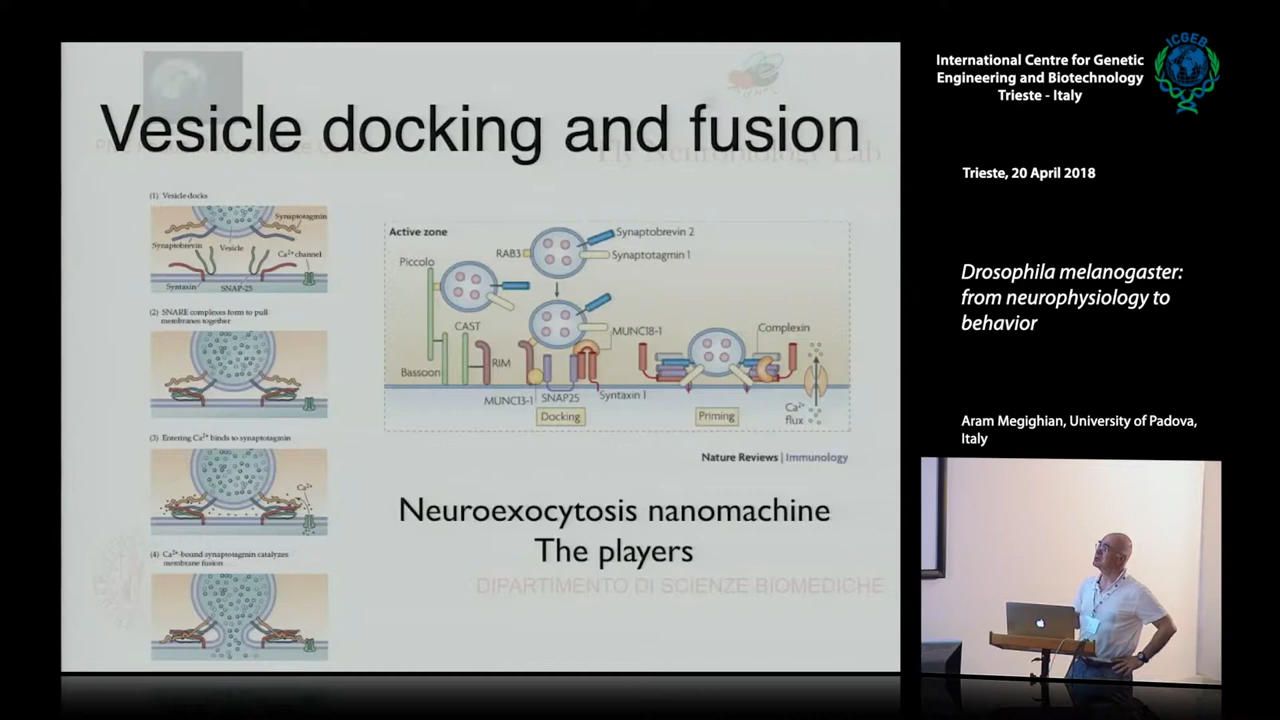 Vesicle docking and fusion
Fly Neurobiology Lab
(1) Vesicle docks
Synaptotagmin
Synaptobrevin
Vesicle
Ca2+ channel
Syntaxin
SNAP-25
(2) SNARE complexes form to pull
membranes together
(3) Entering Ca2+ binds to synaptotagmin
Ca2+
(4) Ca2+-bound synaptotagmin catalyzes
membrane fusion
Active zone
Synaptobrevin 2
RAB3
Synaptotagmin 1
Piccolo
CAST
MUNC18-1
Complexin
RIM
Bassoon
MUNC13-1
SNAP25
Syntaxin 1
Docking
Priming
Ca2+
flux
Nature Reviews | Immunology
Neuroexocytosis nanomachine
The players
DIPARTIMENTO DI SCIENZE BIOMEDICHE
International Centre for Genetic
Engineering and Biotechnology
Trieste - Italy
ICGEB
Trieste, 20 April 2018
Drosophila melanogaster:
from neurophysiology to
behavior
Aram Megighian, University of Padova,
Italy